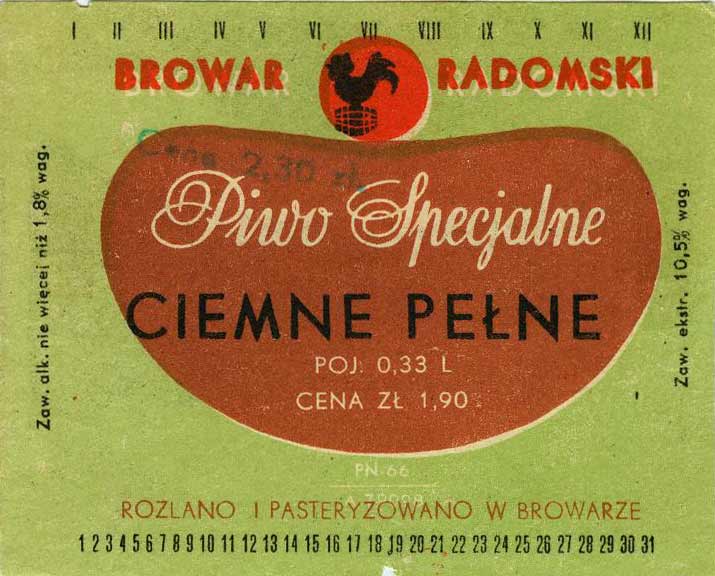 I II III IV V VI VII VIII IX X XI XII
BROWAR RADOMSKI
Cena 2,30 zł
Piwo Specjalne
CIEMNE PEŁNE
POJ. 0,33 L
CENA ZŁ 1,90
Zaw. alk. nie więcej niż 1,8% wag.
Zaw. ekstr. 10,5% wag.
PN-66
ROZLANO I PASTERYZOWANO W BROWARZE
1 2 3 4 5 6 7 8 9 10 11 12 13 14 15 16 17 18 19 20 21 22 23 24 25 26 27 28 29 30 31